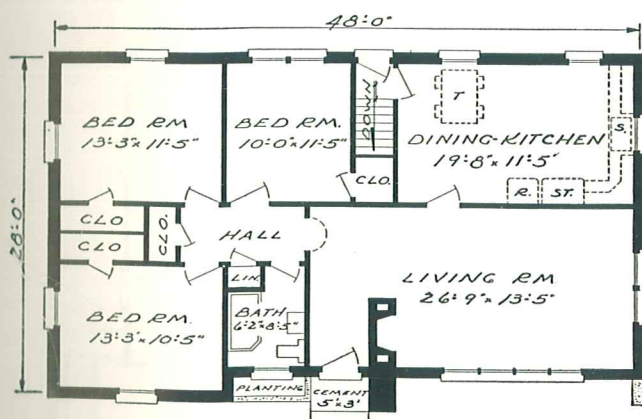 48'-0"
28'-0"
BED RM
13'-3" x 11'-5"
BED RM.
10'-0" x 11'-5"
DOWN
CLO.
T
DINING-KITCHEN
19'-8" x 11'-5"
S.
R.
ST.
CLO
CLO
CLO.
HALL
LIN.
BED RM.
13'-3" x 10'-5"
BATH
6'-2" x 8'-5"
LIVING RM
26'-9" x 13'-5"
PLANTING
CEMENT
5' x 3'